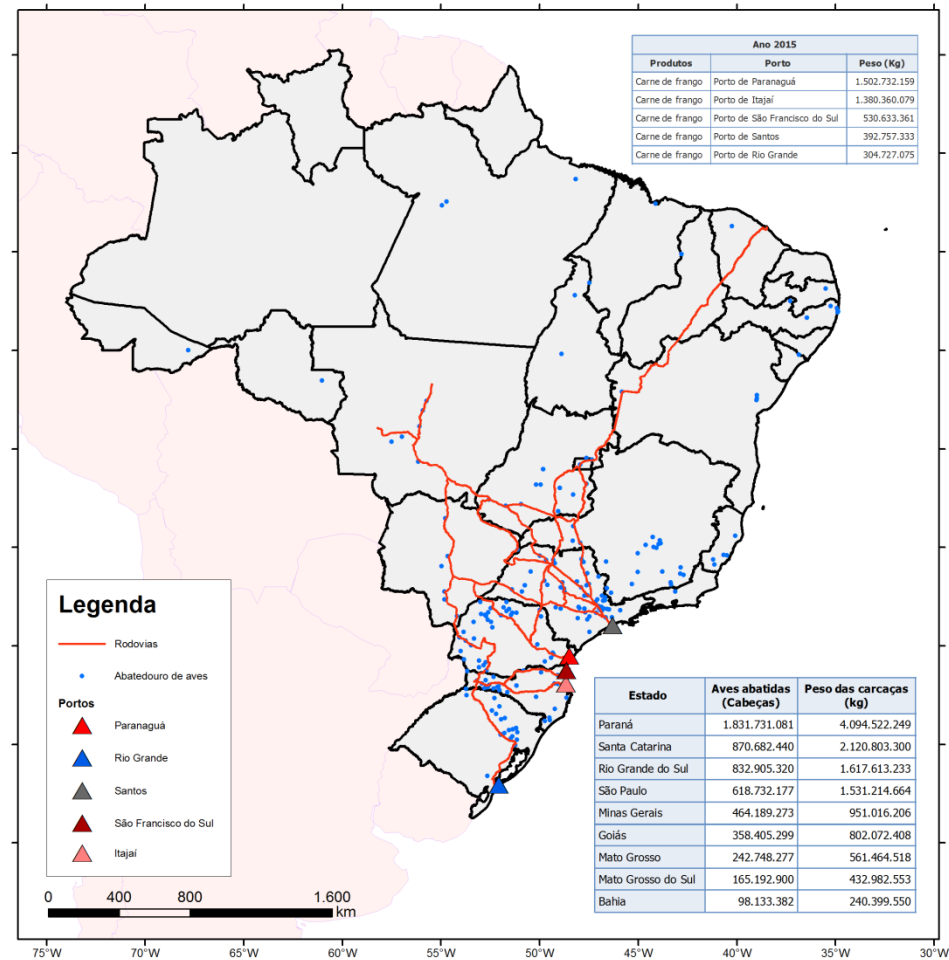 Ano 2015
Produtos Porto Peso (Kg)
Carne de frango Porto de Paranaguá 1.502.732.159
Carne de frango Porto de Itajaí 1.380.360.079
Carne de frango Porto de São Francisco do Sul 530.633.361
Carne de frango Porto de Santos 392.757.333
Carne de frango Porto de Rio Grande 304.727.075
Legenda
Rodovias
Abatedouro de aves
Portos
Paranaguá
Rio Grande
Santos
São Francisco do Sul
Itajaí
0 400 800 1.600
km
Estado Aves abatidas (Cabeças) Peso das carcaças (kg)
Paraná 1.831.731.081 4.094.522.249
Santa Catarina 870.682.440 2.120.803.300
Rio Grande do Sul 832.905.320 1.617.613.233
São Paulo 618.732.177 1.531.214.664
Minas Gerais 464.189.273 951.016.206
Goiás 358.405.299 802.072.408
Mato Grosso 242.748.277 561.464.518
Mato Grosso do Sul 165.192.900 432.982.553
Bahia 98.133.382 240.399.550
75°W 70°W 65°W 60°W 55°W 50°W 45°W 40°W 35°W 30°W